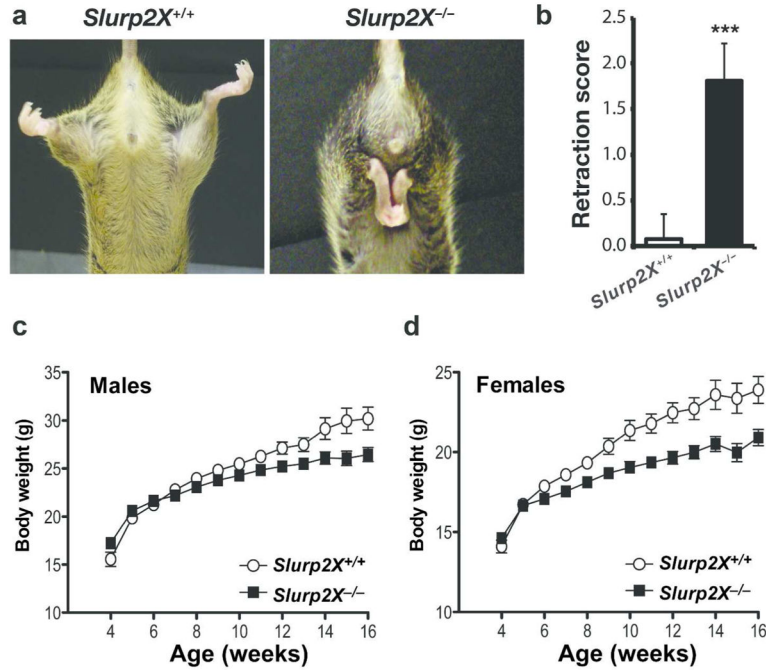 a
Slurp2X+/+
Slurp2X–/–
b
***
Retraction score
2.5
2.0
1.5
1.0
0.5
0.0
Slurp2X+/+
Slurp2X–/–
c
Males
Body weight (g)
35
30
25
20
15
10
Slurp2X+/+
Slurp2X–/–
4 6 8 10 12 14 16
Age (weeks)
d
Females
Body weight (g)
25
20
15
10
Slurp2X+/+
Slurp2X–/–
4 6 8 10 12 14 16
Age (weeks)